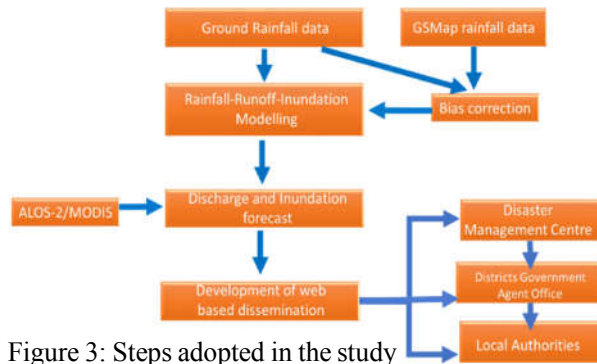 Ground Rainfall data
GSMap rainfall data
Rainfall-Runoff-Inundation
Modelling
Bias correction
ALOS-2/MODIS
Discharge and Inundation
forecast
Disaster
Management Centre
Development of web
based dissemination
Districts Government
Agent Office
Local Authorities
Figure 3: Steps adopted in the study